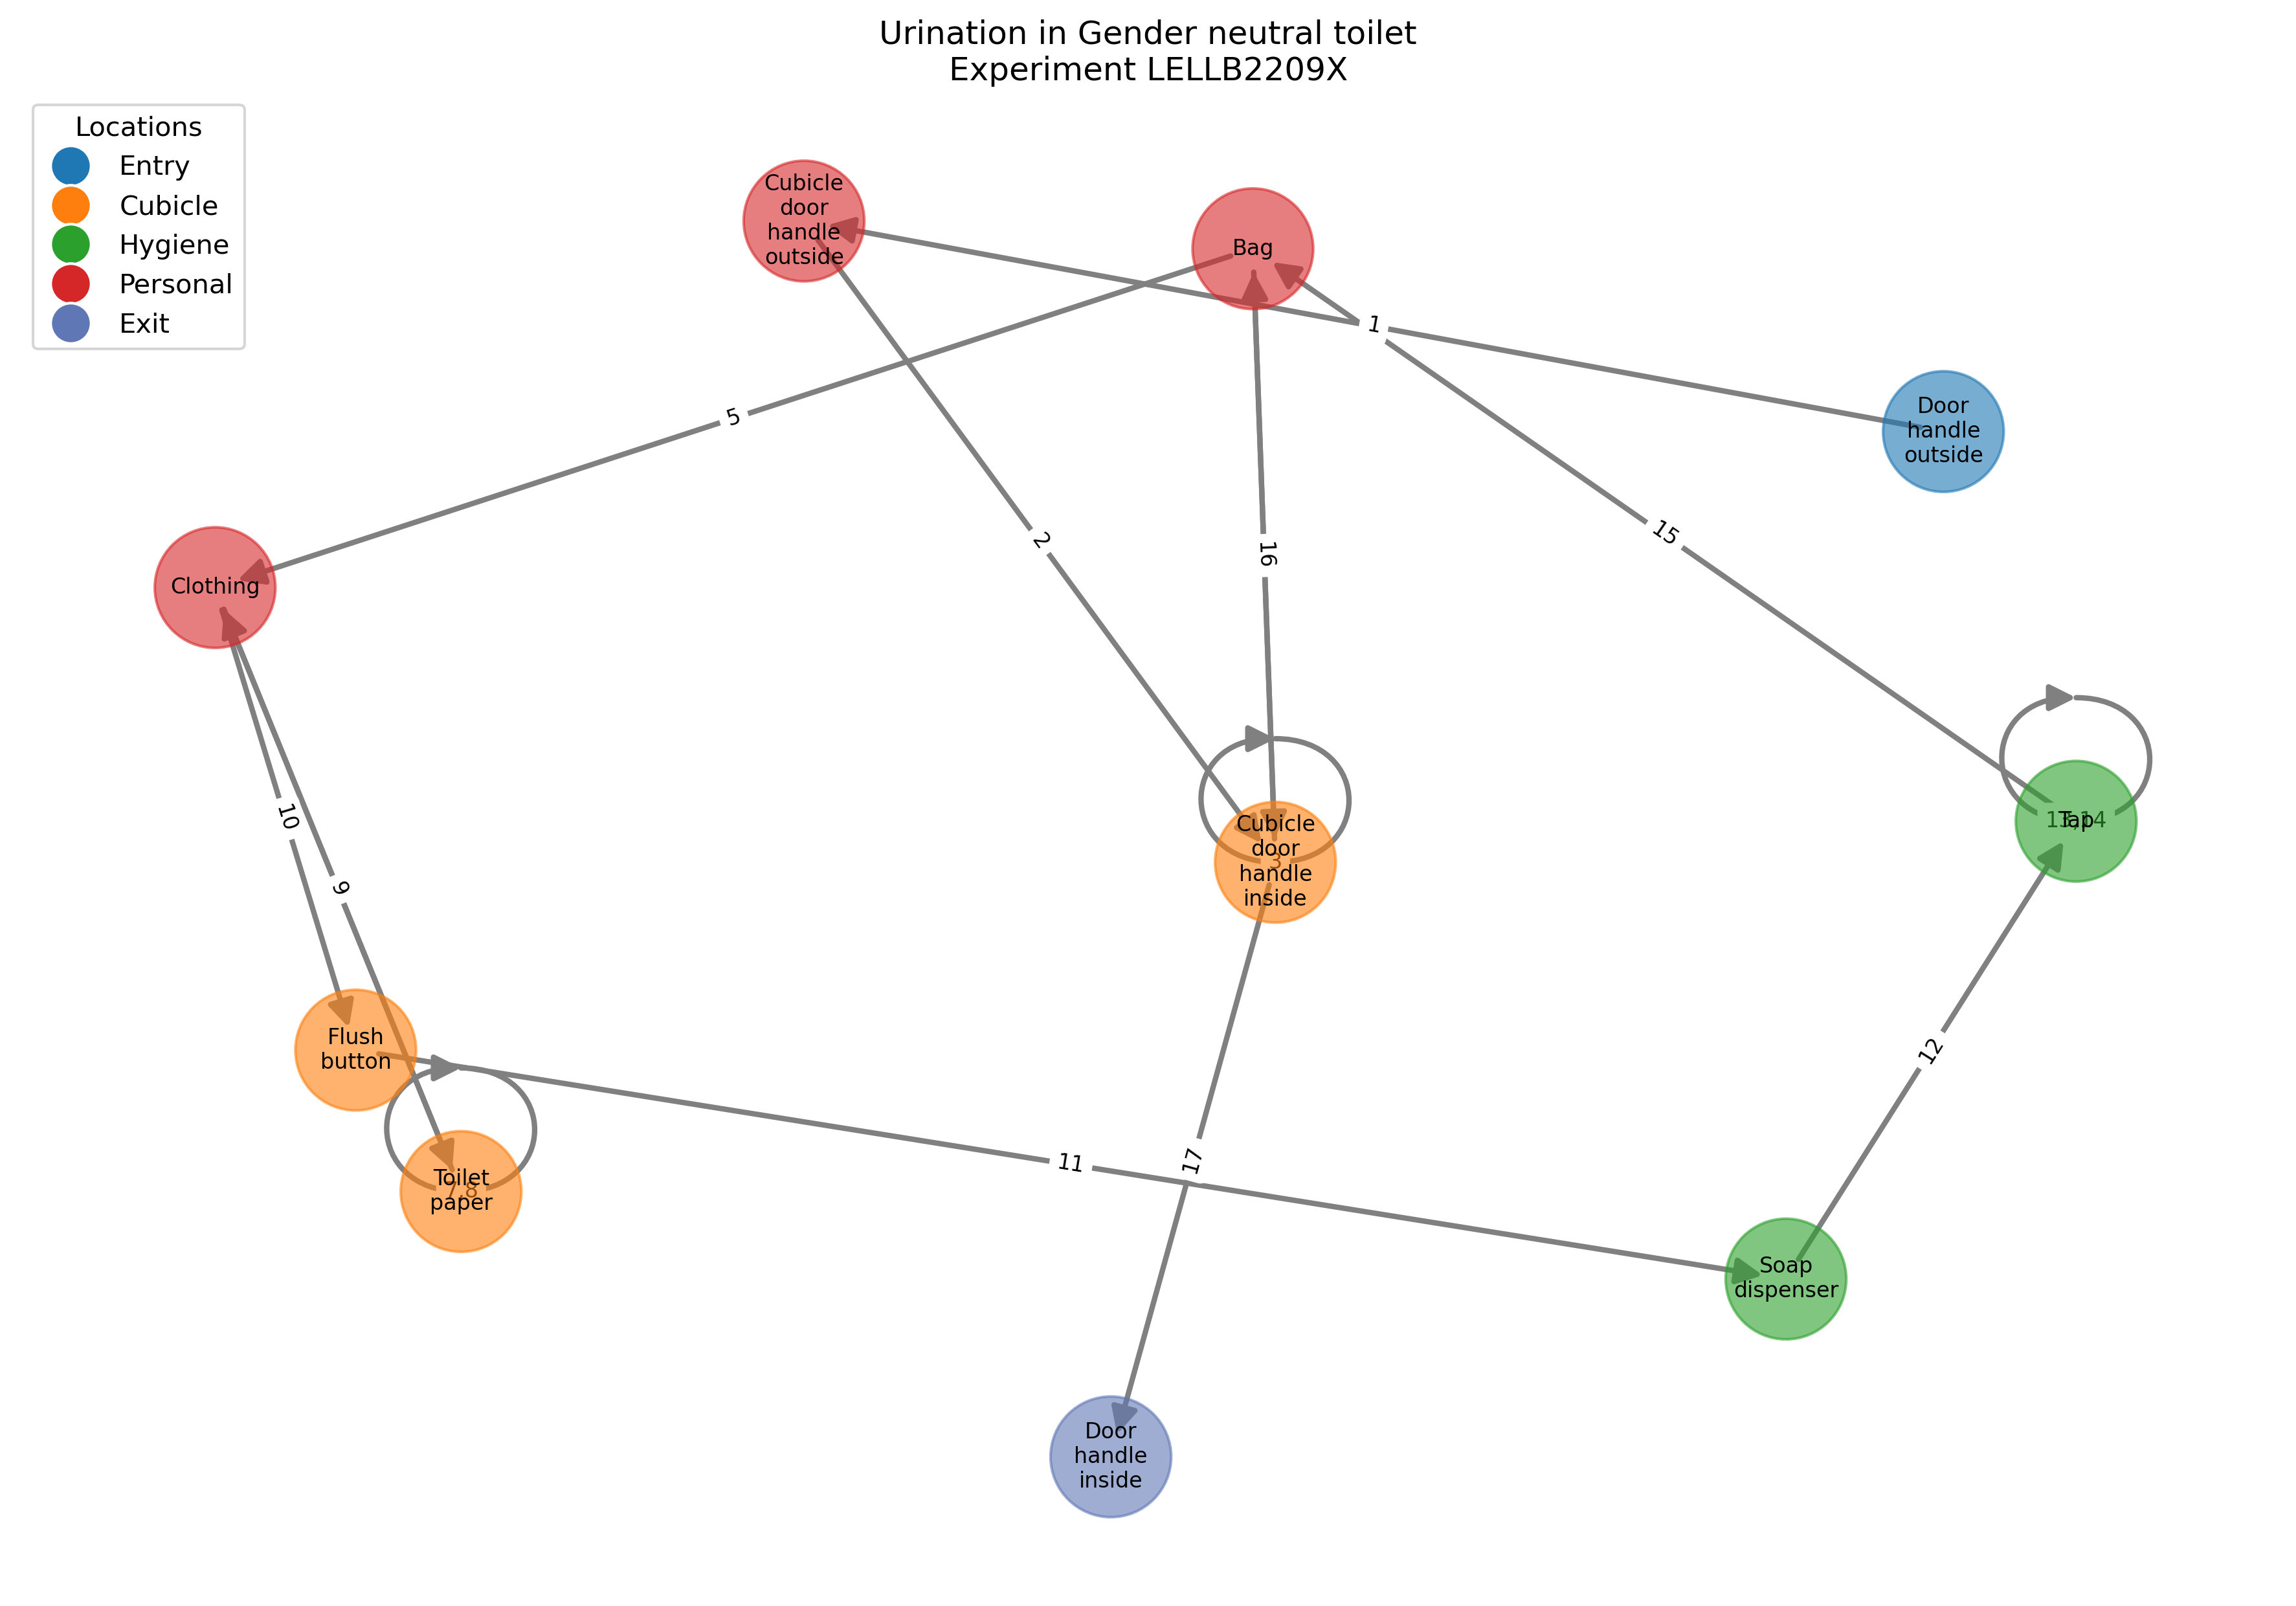 Urination in Gender neutral toilet
Experiment LELLB2209X
Locations
Entry
Cubicle
Hygiene
Personal
Exit
Cubicle
door
handle
outside
Bag
1
Door
handle
outside
5
2
16
15
Clothing
10
9
Cubicle
door
handle
inside
3
Tap
13,14
Flush
button
12
11
17
Toilet
paper
7,8
Soap
dispenser
Door
handle
inside